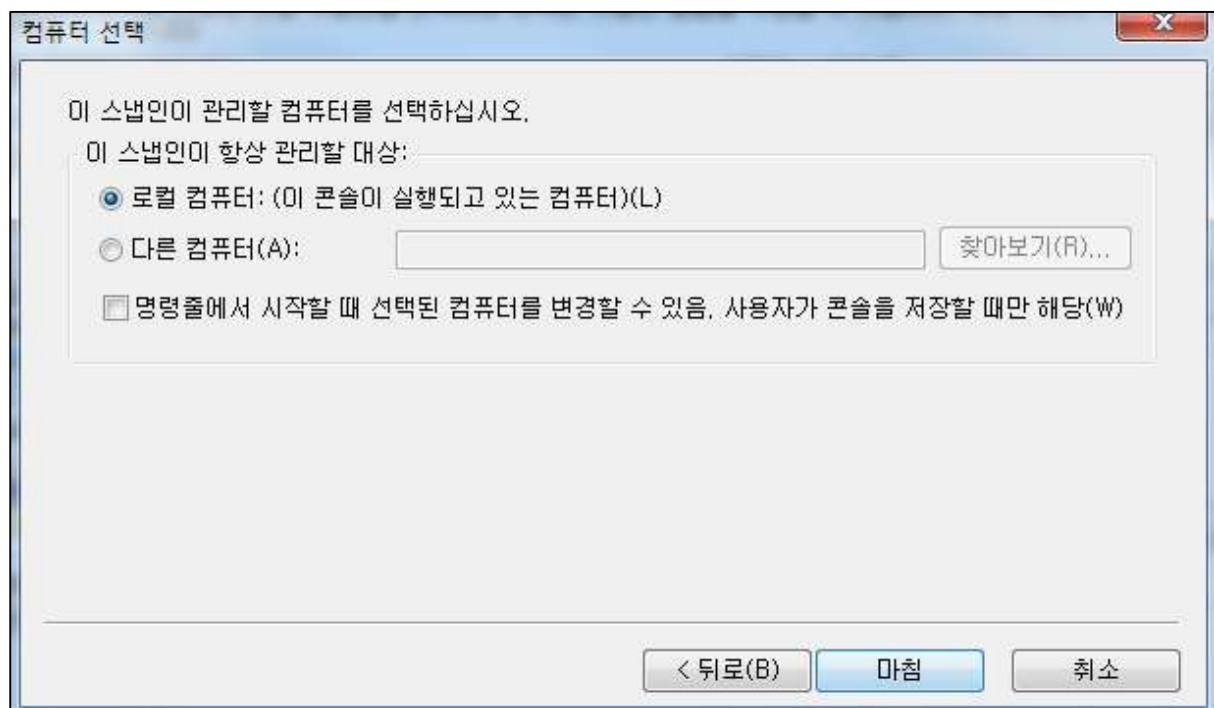 컴퓨터 선택
이 스냅인이 관리할 컴퓨터를 선택하십시오.
이 스냅인이 항상 관리할 대상:
로컬 컴퓨터: (이 콘솔이 실행되고 있는 컴퓨터)(L)
다른 컴퓨터(A): 찾아보기(R)...
명령줄에서 시작할 때 선택된 컴퓨터를 변경할 수 있음. 사용자가 콘솔을 저장할 때만 해당(W)
< 뒤로(B) 마침 취소